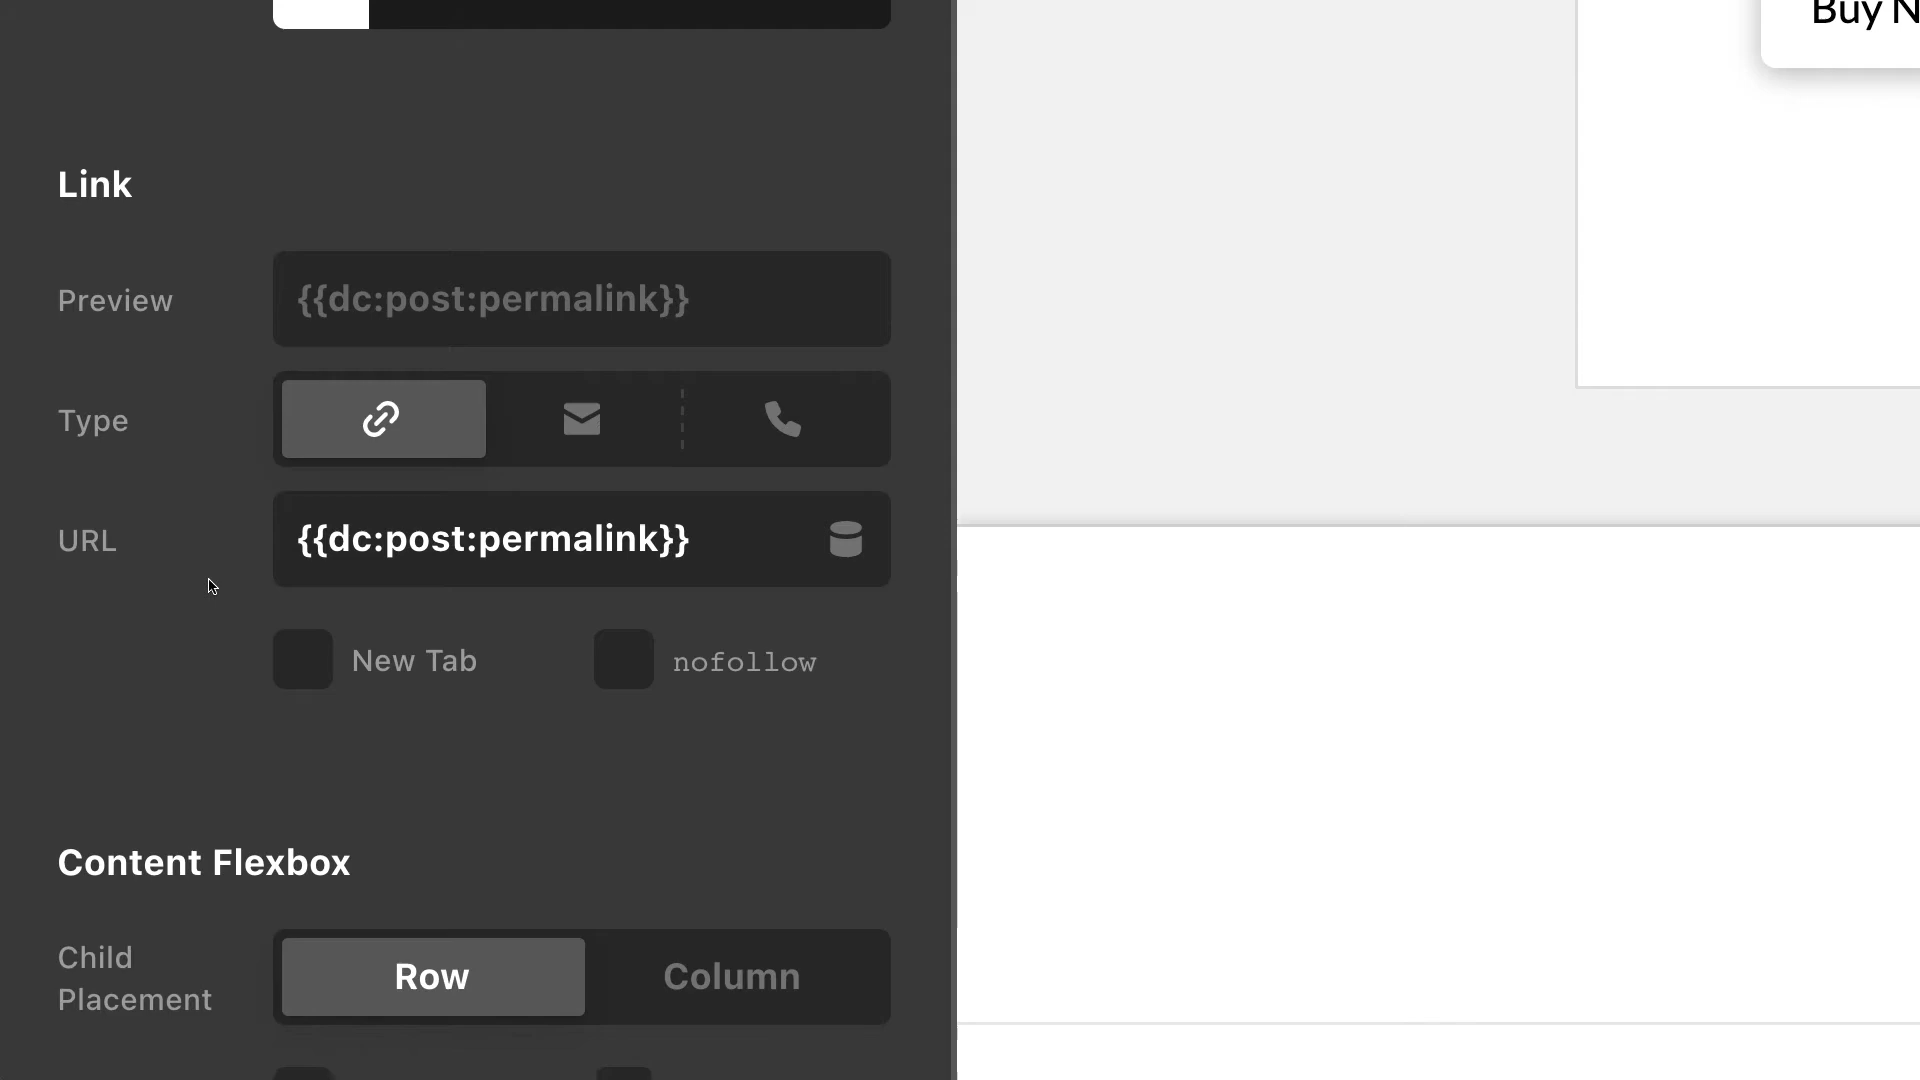 Buy N
Link
Preview
{{dc:post:permalink}}
Type
URL
{{dc:post:permalink}}
New Tab
nofollow
Content Flexbox
Child
Placement
Row
Column